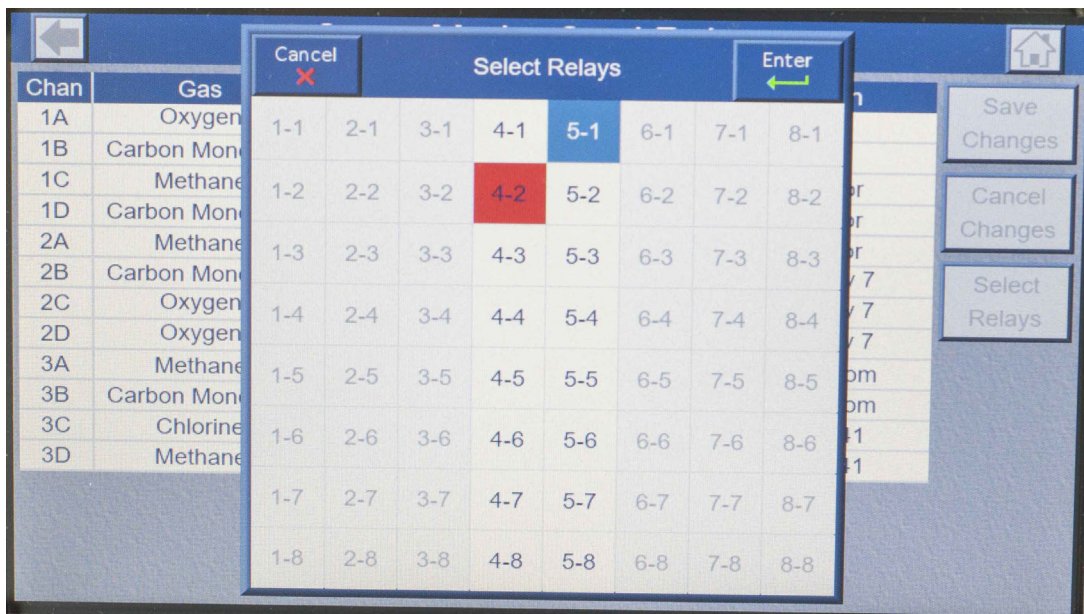 Cancel
Select Relays
Enter
Chan Gas
1A Oxygen
1B Carbon Mon
1C Methane
1D Carbon Mon
2A Methane
2B Carbon Mon
2C Oxygen
2D Oxygen
3A Methane
3B Carbon Mon
3C Chlorine
3D Methane
1-1 2-1 3-1 4-1 5-1 6-1 7-1 8-1
1-2 2-2 3-2 4-2 5-2 6-2 7-2 8-2
1-3 2-3 3-3 4-3 5-3 6-3 7-3 8-3
1-4 2-4 3-4 4-4 5-4 6-4 7-4 8-4
1-5 2-5 3-5 4-5 5-5 6-5 7-5 8-5
1-6 2-6 3-6 4-6 5-6 6-6 7-6 8-6
1-7 2-7 3-7 4-7 5-7 6-7 7-7 8-7
1-8 2-8 3-8 4-8 5-8 6-8 7-8 8-8
n
or
or
or
7
7
7
om
om
Save
Changes
Cancel
Changes
Select
Relays